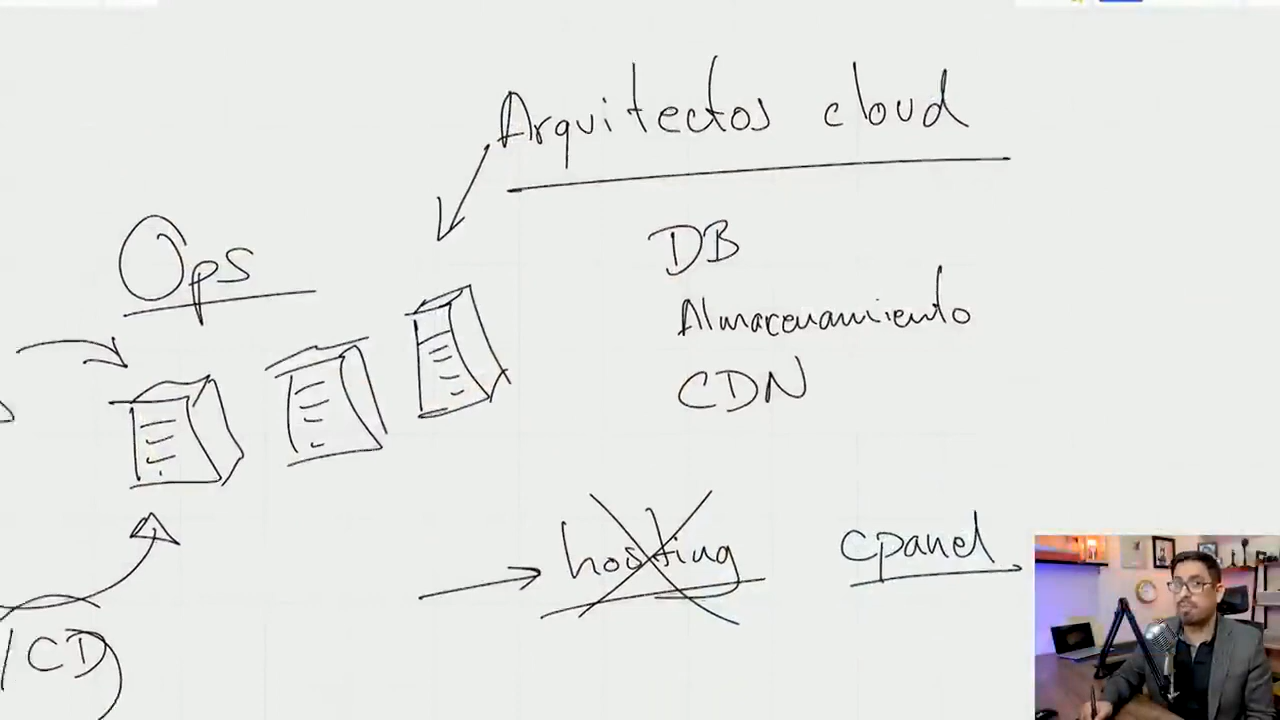 Arquitectos cloud
Ops
DB
Almacenamiento
CDN
hosting
cpanel
/CD